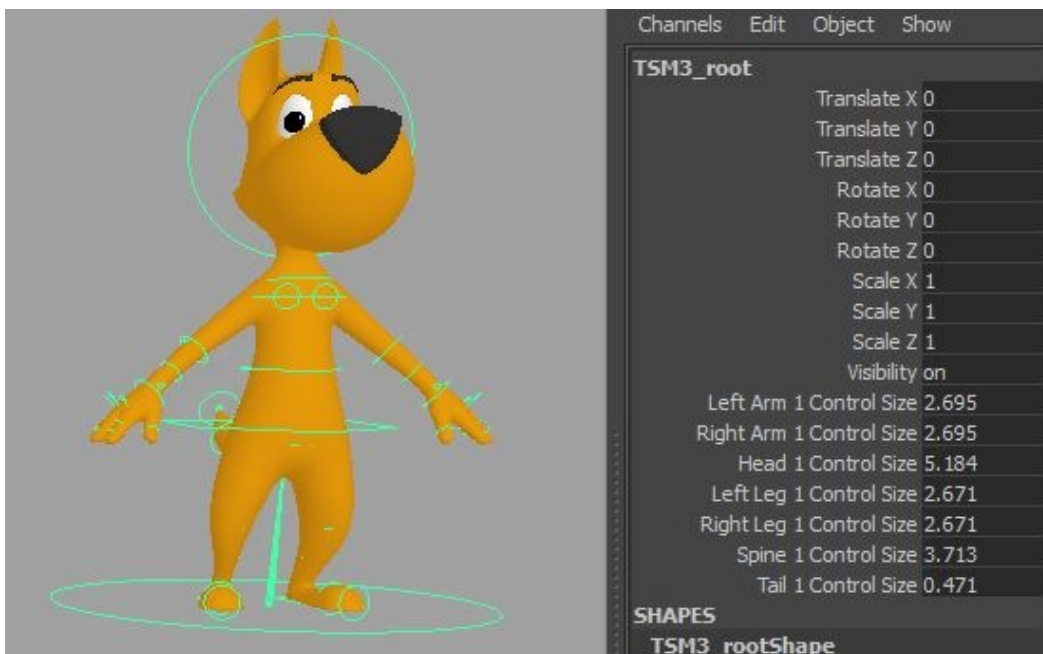 Channels Edit Object Show
TSM3_root
Translate X 0
Translate Y 0
Translate Z 0
Rotate X 0
Rotate Y 0
Rotate Z 0
Scale X 1
Scale Y 1
Scale Z 1
Visibility on
Left Arm 1 Control Size 2.695
Right Arm 1 Control Size 2.695
Head 1 Control Size 5.184
Left Leg 1 Control Size 2.671
Right Leg 1 Control Size 2.671
Spine 1 Control Size 3.713
Tail 1 Control Size 0.471
SHAPES
TSM3_rootShape